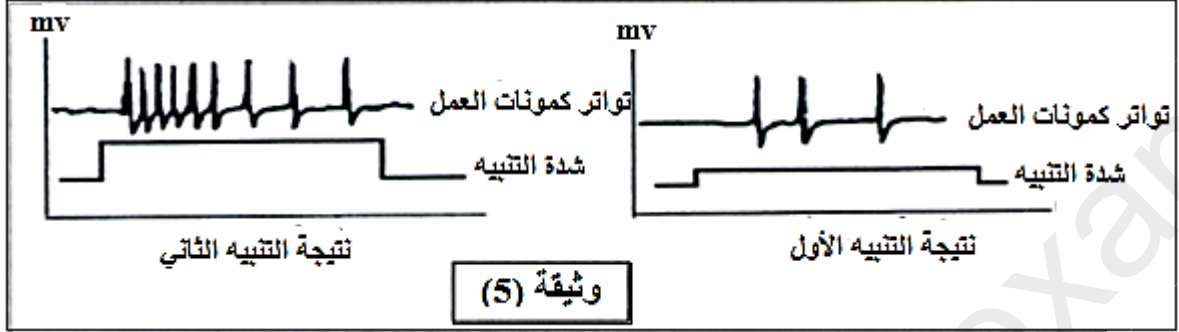 mv
mv
تواتر كمونات العمل
تواتر كمونات العمل
شدة التنبيه
شدة التنبيه
نتيجة التنبيه الأول
نتيجة التنبيه الثاني
وثيقة (5)
exa